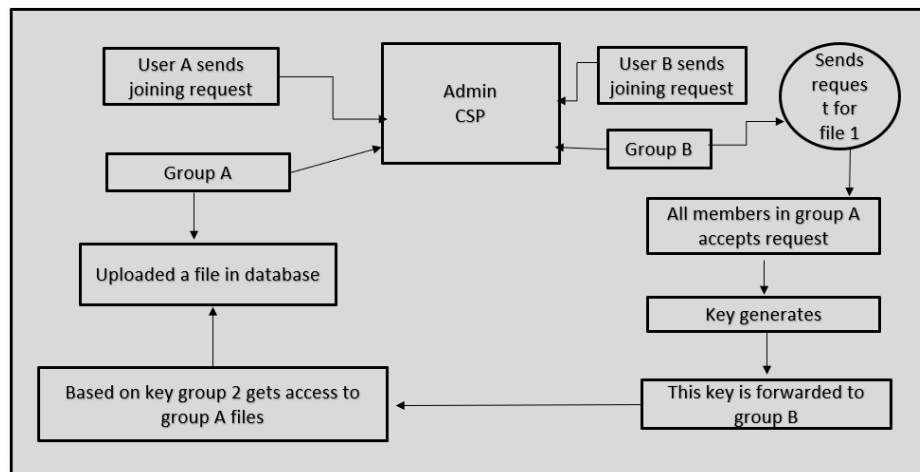 User A sends
joining request
Admin
CSP
User B sends
joining request
Sends
reques
t for
file 1
Group A
Group B
All members in group A
accepts request
Uploaded a file in database
Key generates
Based on key group 2 gets access to
group A files
This key is forwarded to
group B